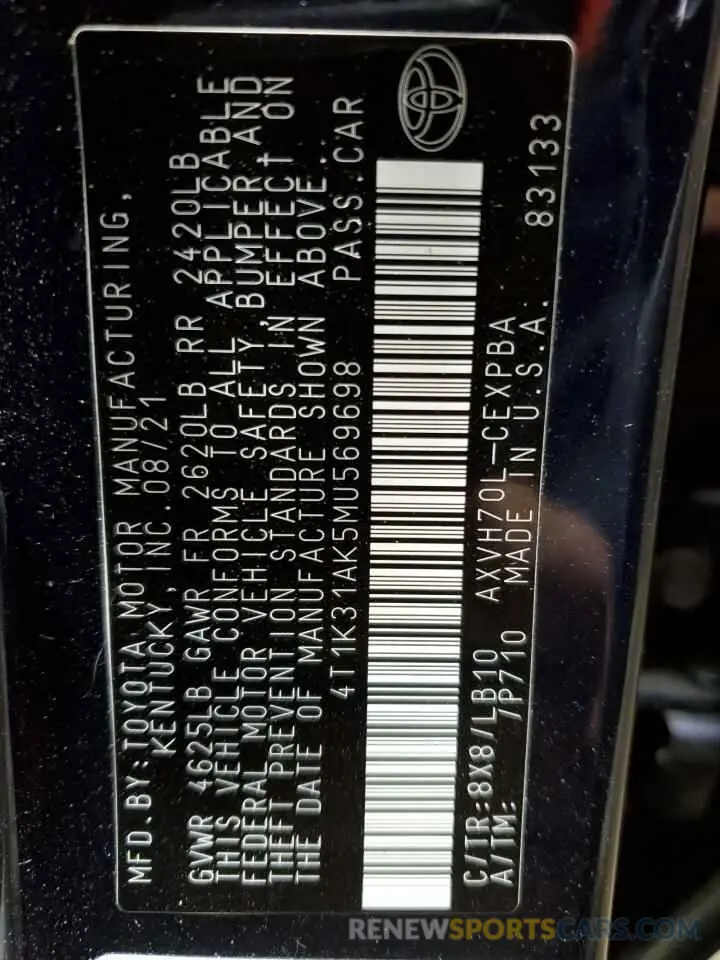 MFD.BY:TOYOTA MOTOR MANUFACTURING,
KENTUCKY, INC.08/21
GVWR 4625LB GAWR FR 2620LB RR 2420LB
THIS VEHICLE CONFORMS TO ALL APPLICABLE
FEDERAL MOTOR VEHICLE SAFETY, BUMPER AND
THEFT PREVENTION STANDARDS IN EFFECT ON
THE DATE OF MANUFACTURE SHOWN ABOVE.
4T1K31AK5MU569698 PASS.CAR
C/TR:8X8/LB10 AXVH70L-CEXPBA
A/TM: /P710 MADE IN U.S.A. 83133
RENEWSPORTSCARS.COM